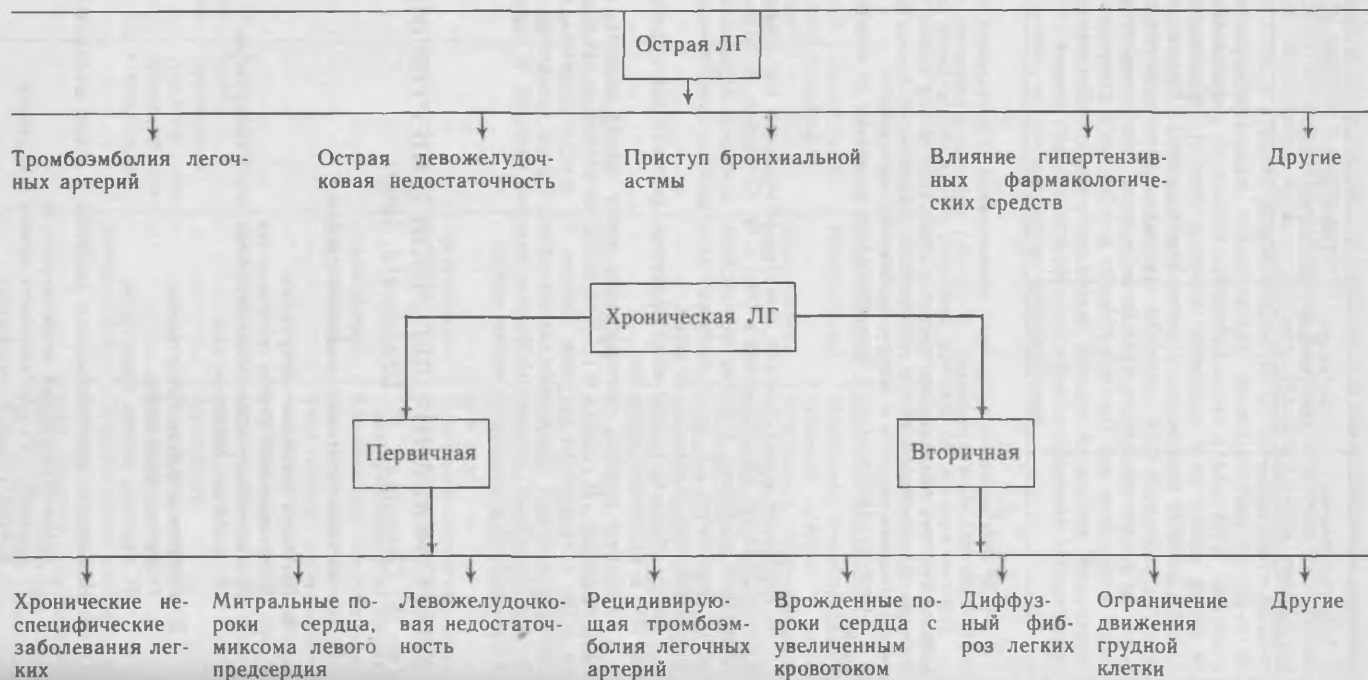 Острая ЛГ
Тромбоэмболия легоч-
ных артерий
Острая левожелудоч-
ковая недостаточность
Приступ бронхиальной
астмы
Влияние гипертензив-
ных фармакологиче-
ских средств
Другие
Хроническая ЛГ
Первичная
Вторичная
Хронические не-
специфические
заболевания лег-
ких
Митральные по-
роки сердца,
миксома левого
предсердия
Левожелудочко-
вая недостаточ-
ность
Рецидивирую-
щая тромбоэм-
болия легочных
артерий
Врожденные по-
роки сердца с
увеличенным
кровотоком
Диффуз-
ный фиб-
роз легких
Ограничение
движения
грудной
клетки
Другие